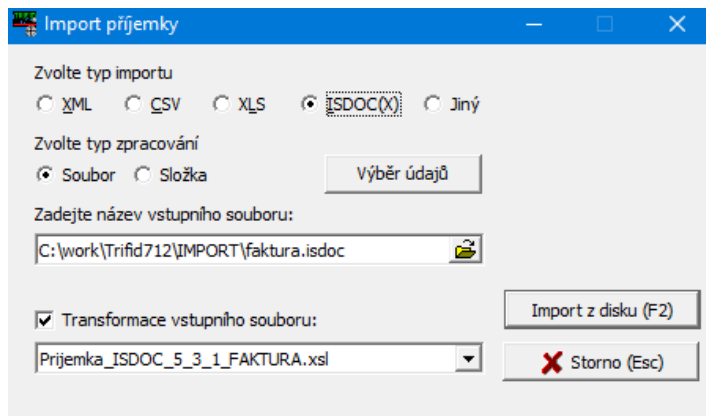 Import příjemky
Zvolte typ importu
XML CSV XLS ISDOC(X) Jiný
Zvolte typ zpracování
Soubor Složka Výběr údajů
Zadejte název vstupního souboru:
C:\work\Trifid712\IMPORT\faktura.isdoc
Import z disku (F2)
Transformace vstupního souboru:
Prijemka_ISDOC_5_3_1_FAKTURA.xsl
Storno (Esc)